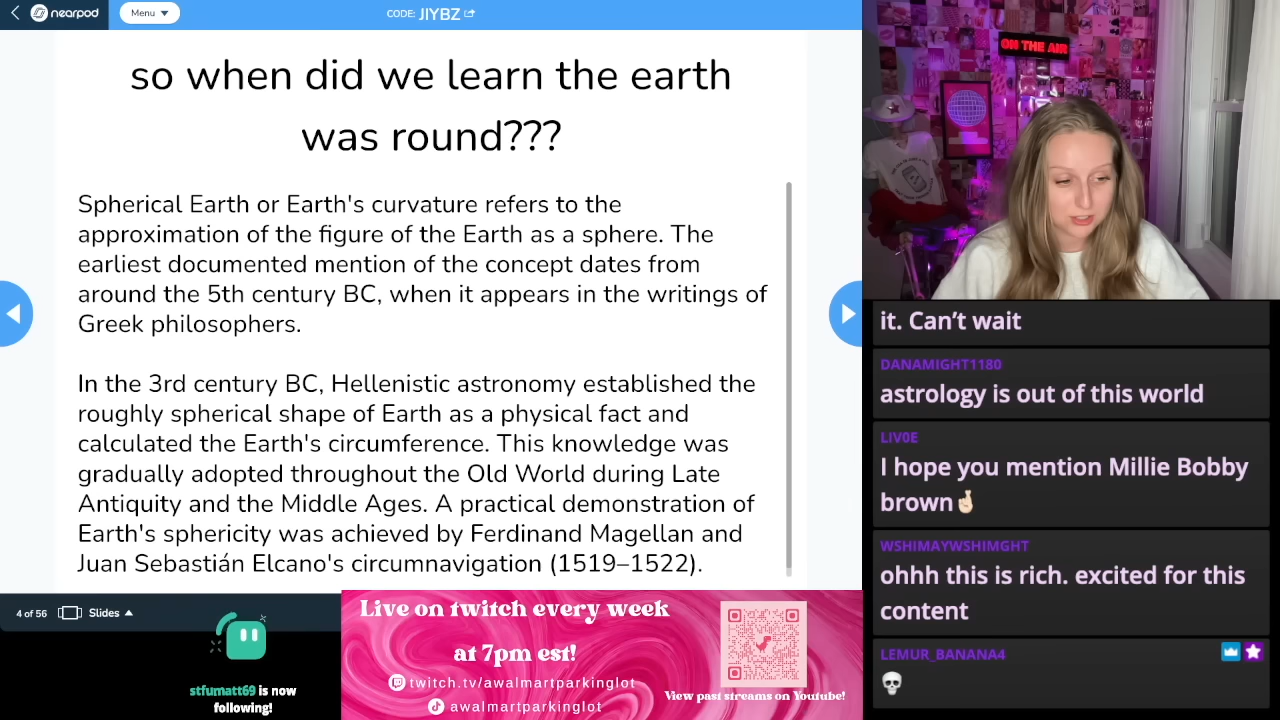 nearpod
Menu
CODE: JIYBZ
so when did we learn the earth
was round???
Spherical Earth or Earth's curvature refers to the
approximation of the figure of the Earth as a sphere. The
earliest documented mention of the concept dates from
around the 5th century BC, when it appears in the writings of
Greek philosophers.
In the 3rd century BC, Hellenistic astronomy established the
roughly spherical shape of Earth as a physical fact and
calculated the Earth's circumference. This knowledge was
gradually adopted throughout the Old World during Late
Antiquity and the Middle Ages. A practical demonstration of
Earth's sphericity was achieved by Ferdinand Magellan and
Juan Sebastián Elcano's circumnavigation (1519–1522).
4 of 56
Slides
stfumatt69 is now
following!
Live on twitch every week
at 7pm est!
twitch.tv/awalmartparkinglot
awalmartparkinglot
View past streams on Youtube!
ON THE AIR
it. Can't wait
DANAMIGHT1180
astrology is out of this world
LIV0E
I hope you mention Millie Bobby
brown🤞🏻
WSHIMAYWSHIMGHT
ohhh this is rich. excited for this
content
LEMUR_BANANA4
💀